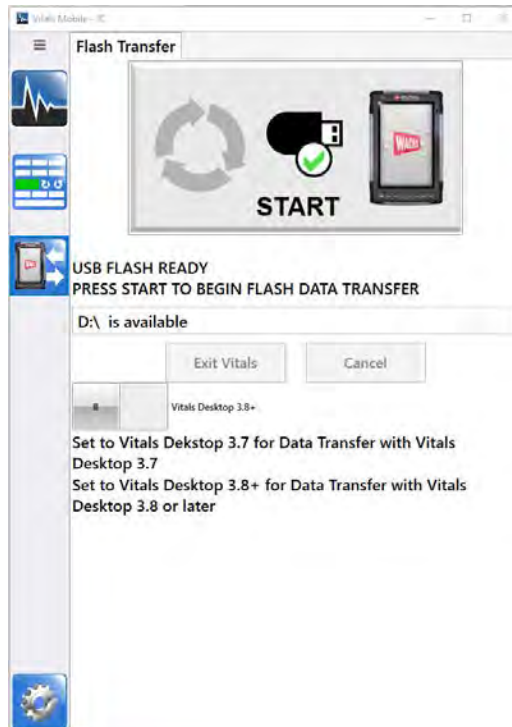 Vitals Mobile - IC
Flash Transfer
WACHS
START
USB FLASH READY
PRESS START TO BEGIN FLASH DATA TRANSFER
D:\ is available
Exit Vitals
Cancel
Vitals Desktop 3.8+
Set to Vitals Dekstop 3.7 for Data Transfer with Vitals
Desktop 3.7
Set to Vitals Desktop 3.8+ for Data Transfer with Vitals
Desktop 3.8 or later